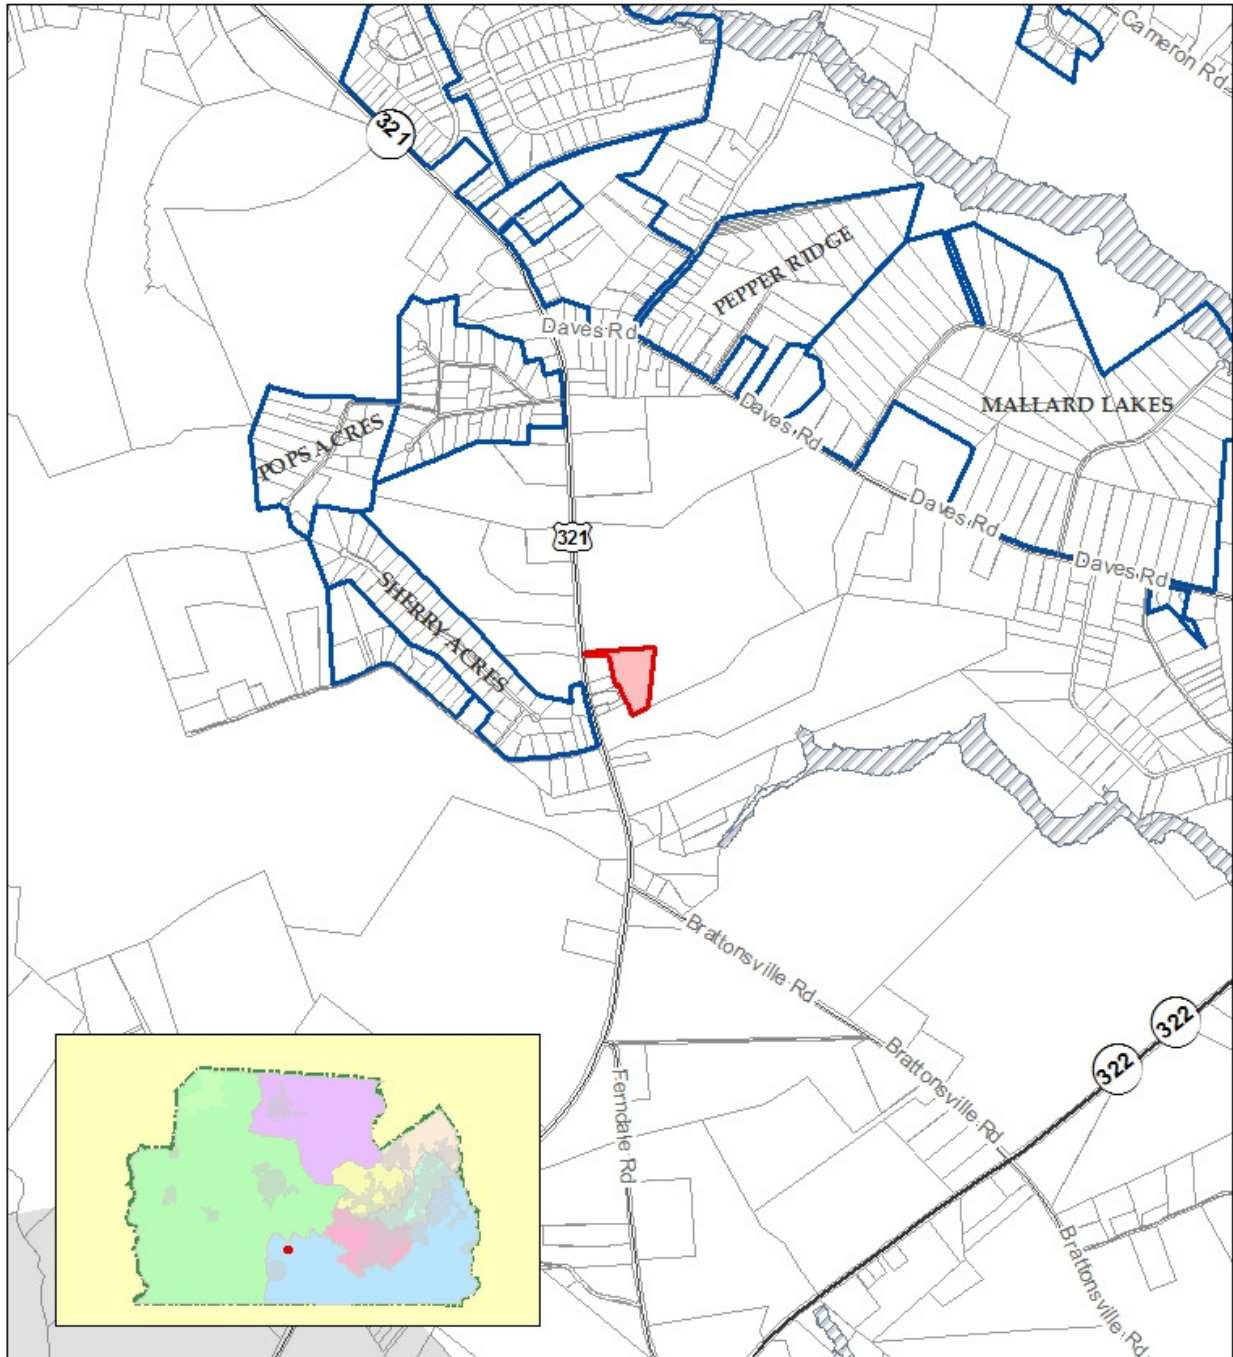 Cameron Rd
321
PEPPER RIDGE
Daves Rd
MALLARD LAKES
Daves Rd
POPS ACRES
Daves Rd
321
Daves Rd
SHERRY ACRES
Brattonsville Rd
322
322
Brattonsville Rd
Ferndale Rd
Brattonsville Rd